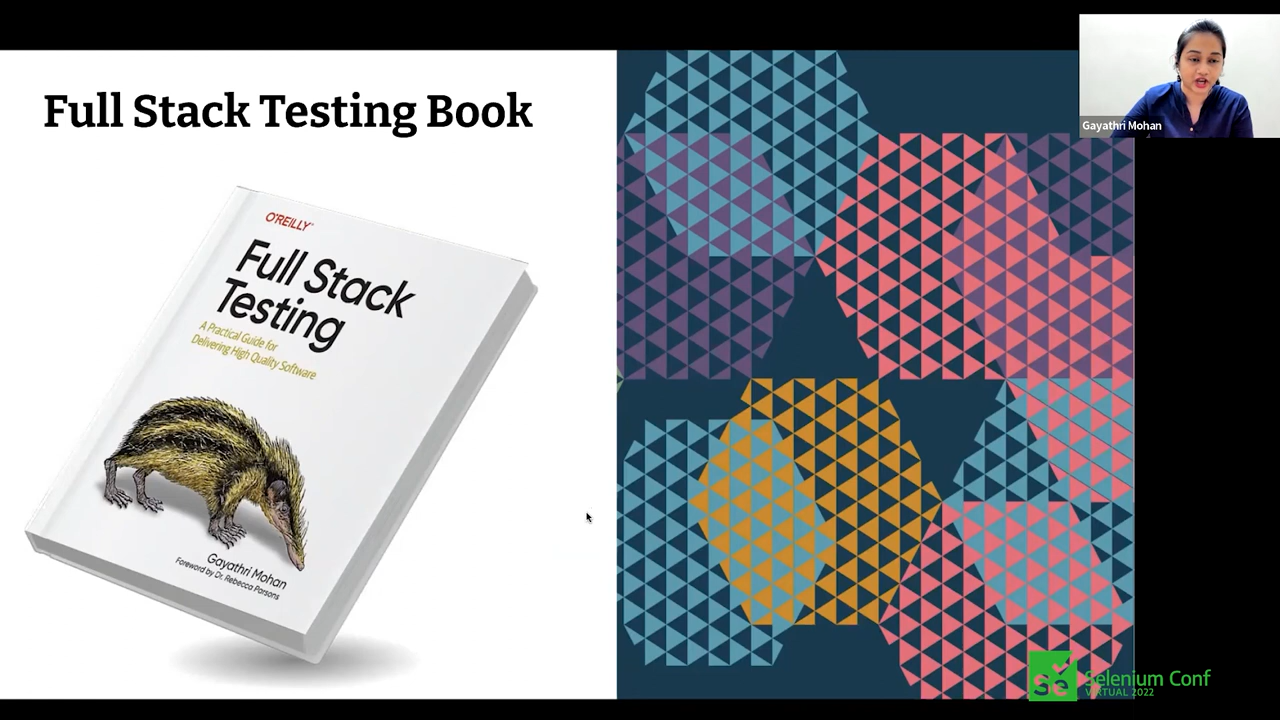 Full Stack Testing Book
O'REILLY
Full Stack
Testing
A Practical Guide for
Delivering High Quality Software
Gayathri Mohan
Foreword by Dr. Rebecca Parsons
Gayathri Mohan
Se
Selenium Conf
VIRTUAL 2022